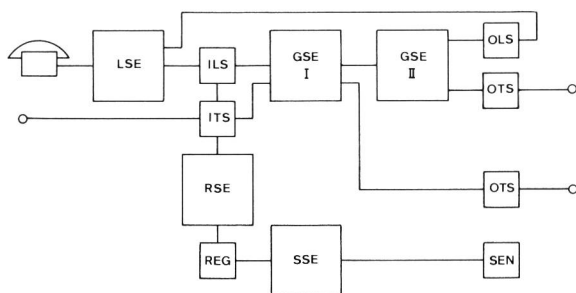 LSE
ILS
GSE
I
GSE
II
OLS
OTS
ITS
RSE
OTS
REG
SSE
SEN